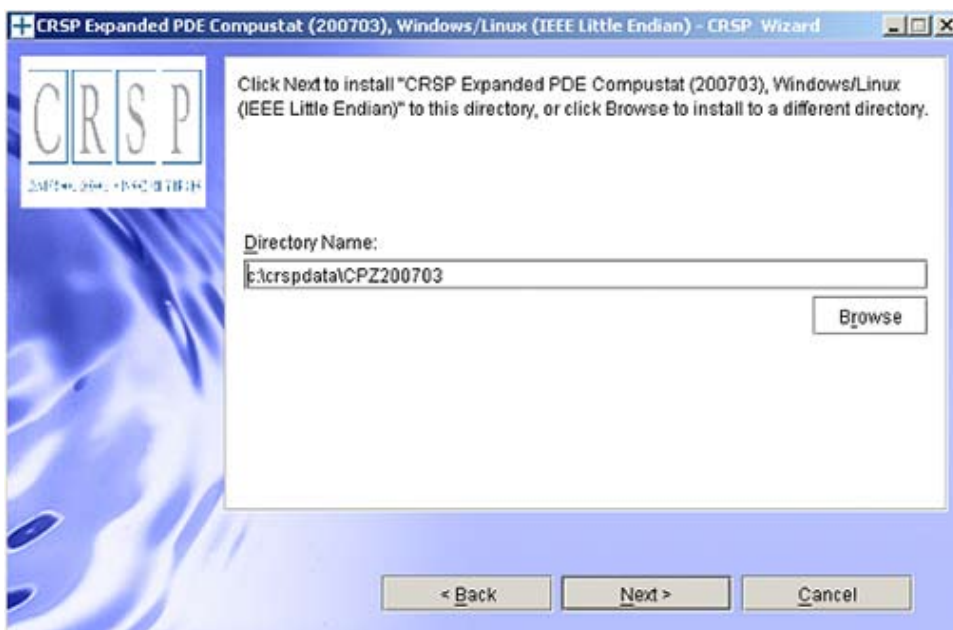 CRSP Expanded PDE Compustat (200703), Windows/Linux (IEEE Little Endian) - CRSP Wizard
CRSP
Click Next to install "CRSP Expanded PDE Compustat (200703), Windows/Linux
(IEEE Little Endian)" to this directory, or click Browse to install to a different directory.
Directory Name:
c:\crspdata\CPZ200703
Browse
< Back
Next >
Cancel